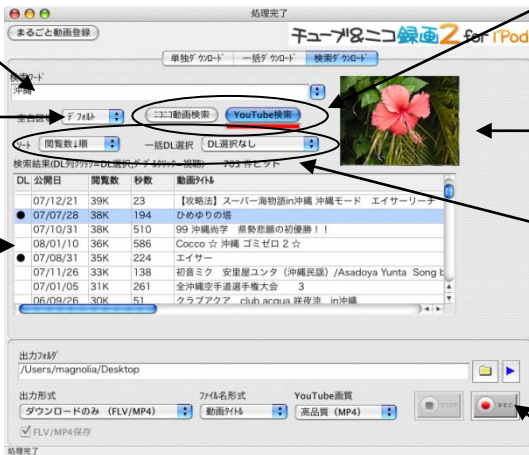 処理完了
まるごと動画登録
チューブ&ニコ録画2 for iPod
単独ダウンロード 一括ダウンロード 検索ダウンロード
検索ワード
沖縄
空白区切 デフォルト ニコニコ動画検索 YouTube検索
ソート 閲覧数↓順 一括DL選択 DL選択なし
検索結果(DL列クリック=DL選択,ダブルクリック=視聴) 703 件ヒット
DL 公開日 閲覧数 秒数 動画タイトル
07/12/21 39K 23 【攻略法】スーパー海物語in沖縄 沖縄モード エイサーリーチ
● 07/07/28 38K 194 ひめゆりの塔
07/10/31 38K 510 99 沖縄尚学 県勢悲願の初優勝!!
08/01/10 36K 586 Cocco ☆ 沖縄 ゴミゼロ 2 ☆
● 07/08/31 35K 224 エイサー
07/11/26 33K 138 初音ミク 安里屋ユンタ (沖縄民謡) /Asadoya Yunta Song b
07/01/05 31K 261 全沖縄空手道選手権大会 3
06/09/26 30K 51 クラブアクア club acqua 咲夜涼 in沖縄
出力フォルダ
/Users/magnolia/Desktop
出力形式 ファイル名形式 YouTube画質
ダウンロードのみ (FLV/MP4) 動画タイトル 高品質 (MP4) STOP REC
FLV/MP4保存
処理完了